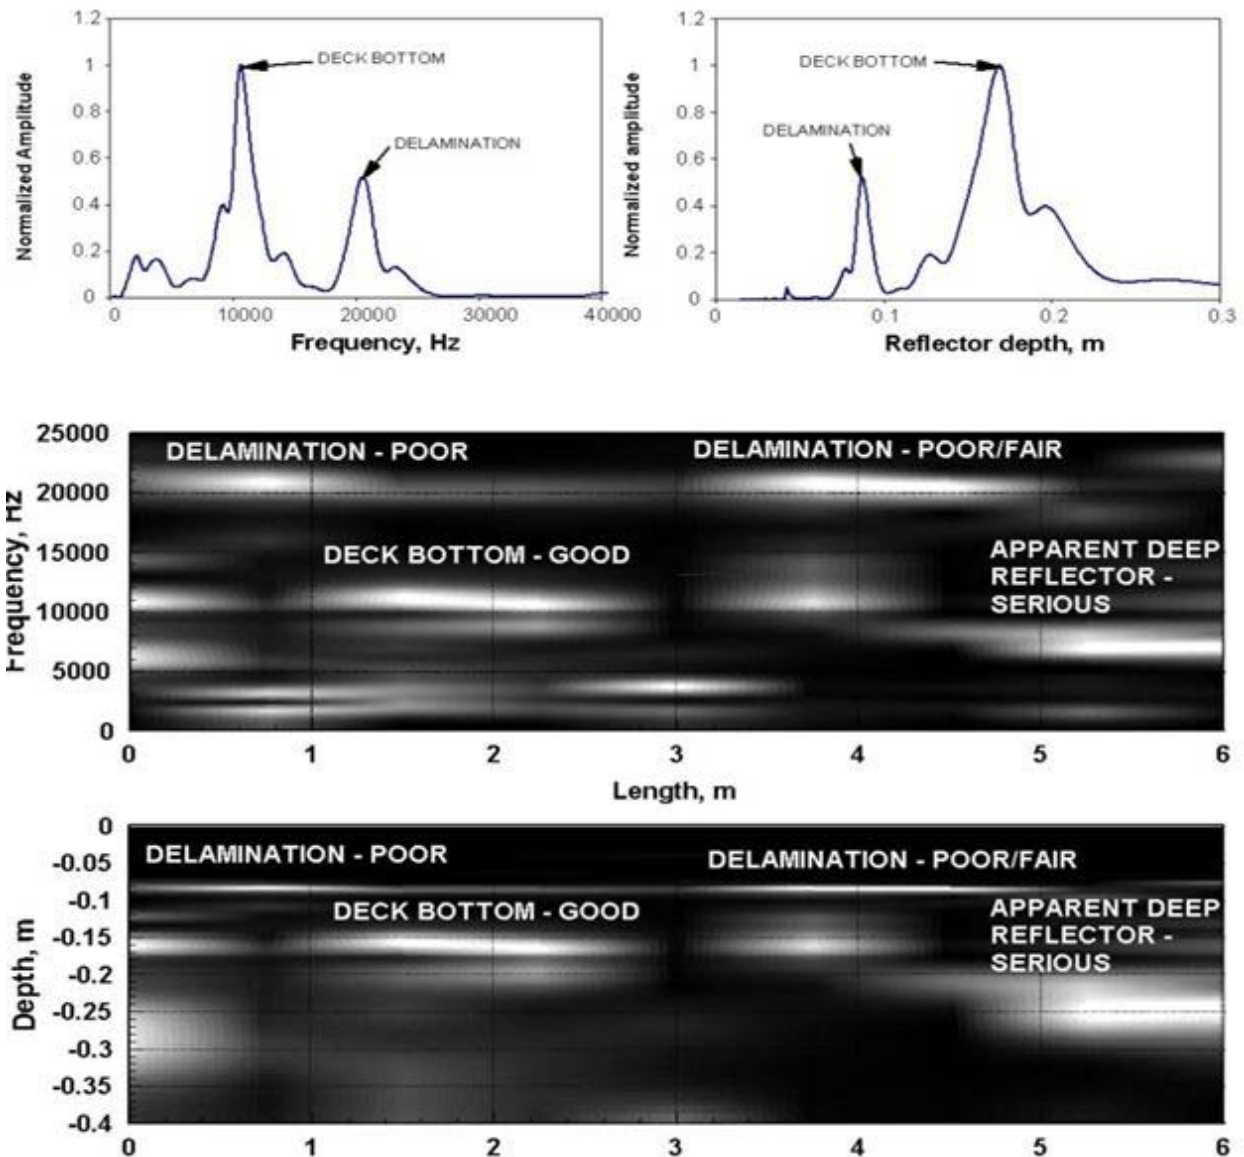 1.2
1
0.8
0.6
0.4
0.2
0
Normalized Amplitude
DECK BOTTOM
DELAMINATION
0 10000 20000 30000 40000
Frequency, Hz
1.2
1
0.8
0.6
0.4
0.2
0
Normalized amplitude
DECK BOTTOM
DELAMINATION
0 0.1 0.2 0.3
Reflector depth, m
25000
20000
15000
10000
5000
0
Frequency, Hz
DELAMINATION - POOR
DELAMINATION - POOR/FAIR
DECK BOTTOM - GOOD
APPARENT DEEP
REFLECTOR -
SERIOUS
0 1 2 3 4 5 6
Length, m
0
-0.05
-0.1
-0.15
-0.2
-0.25
-0.3
-0.35
-0.4
Depth, m
DELAMINATION - POOR
DELAMINATION - POOR/FAIR
DECK BOTTOM - GOOD
APPARENT DEEP
REFLECTOR -
SERIOUS
0 1 2 3 4 5 6